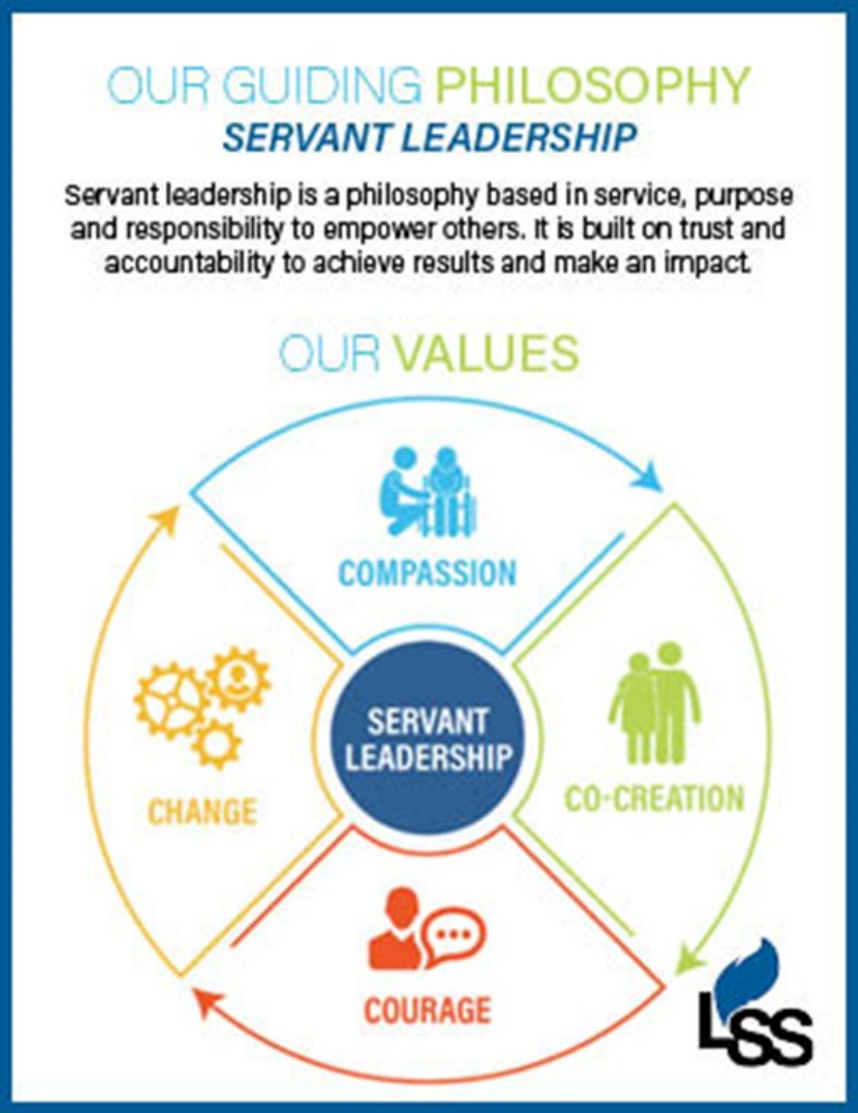 OUR GUIDING PHILOSOPHY
SERVANT LEADERSHIP
Servant leadership is a philosophy based in service, purpose
and responsibility to empower others. It is built on trust and
accountability to achieve results and make an impact.
OUR VALUES
COMPASSION
SERVANT
LEADERSHIP
CHANGE
CO-CREATION
COURAGE
LSS